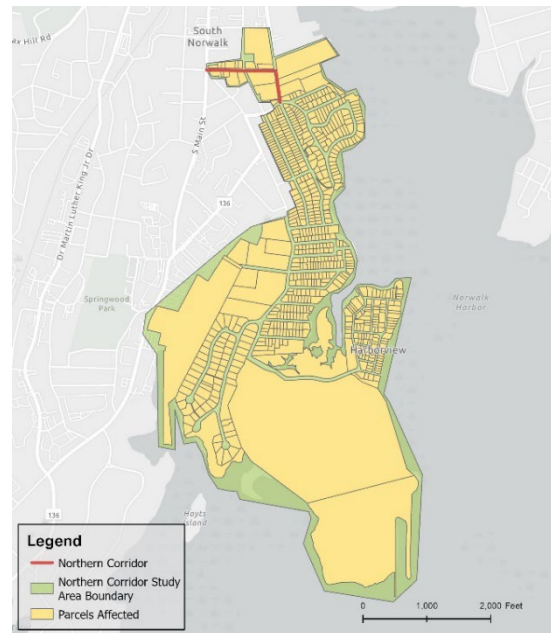 ex Hill Rd
South
Norwalk
S Main St
Dr Martin Luther King Jr Dr
136
Springwood
Park
Norwalk
Harbor
Harborview
136
Hoyts
Island
Legend
Northern Corridor
Northern Corridor Study
Area Boundary
Parcels Affected
0 1,000 2,000 Feet